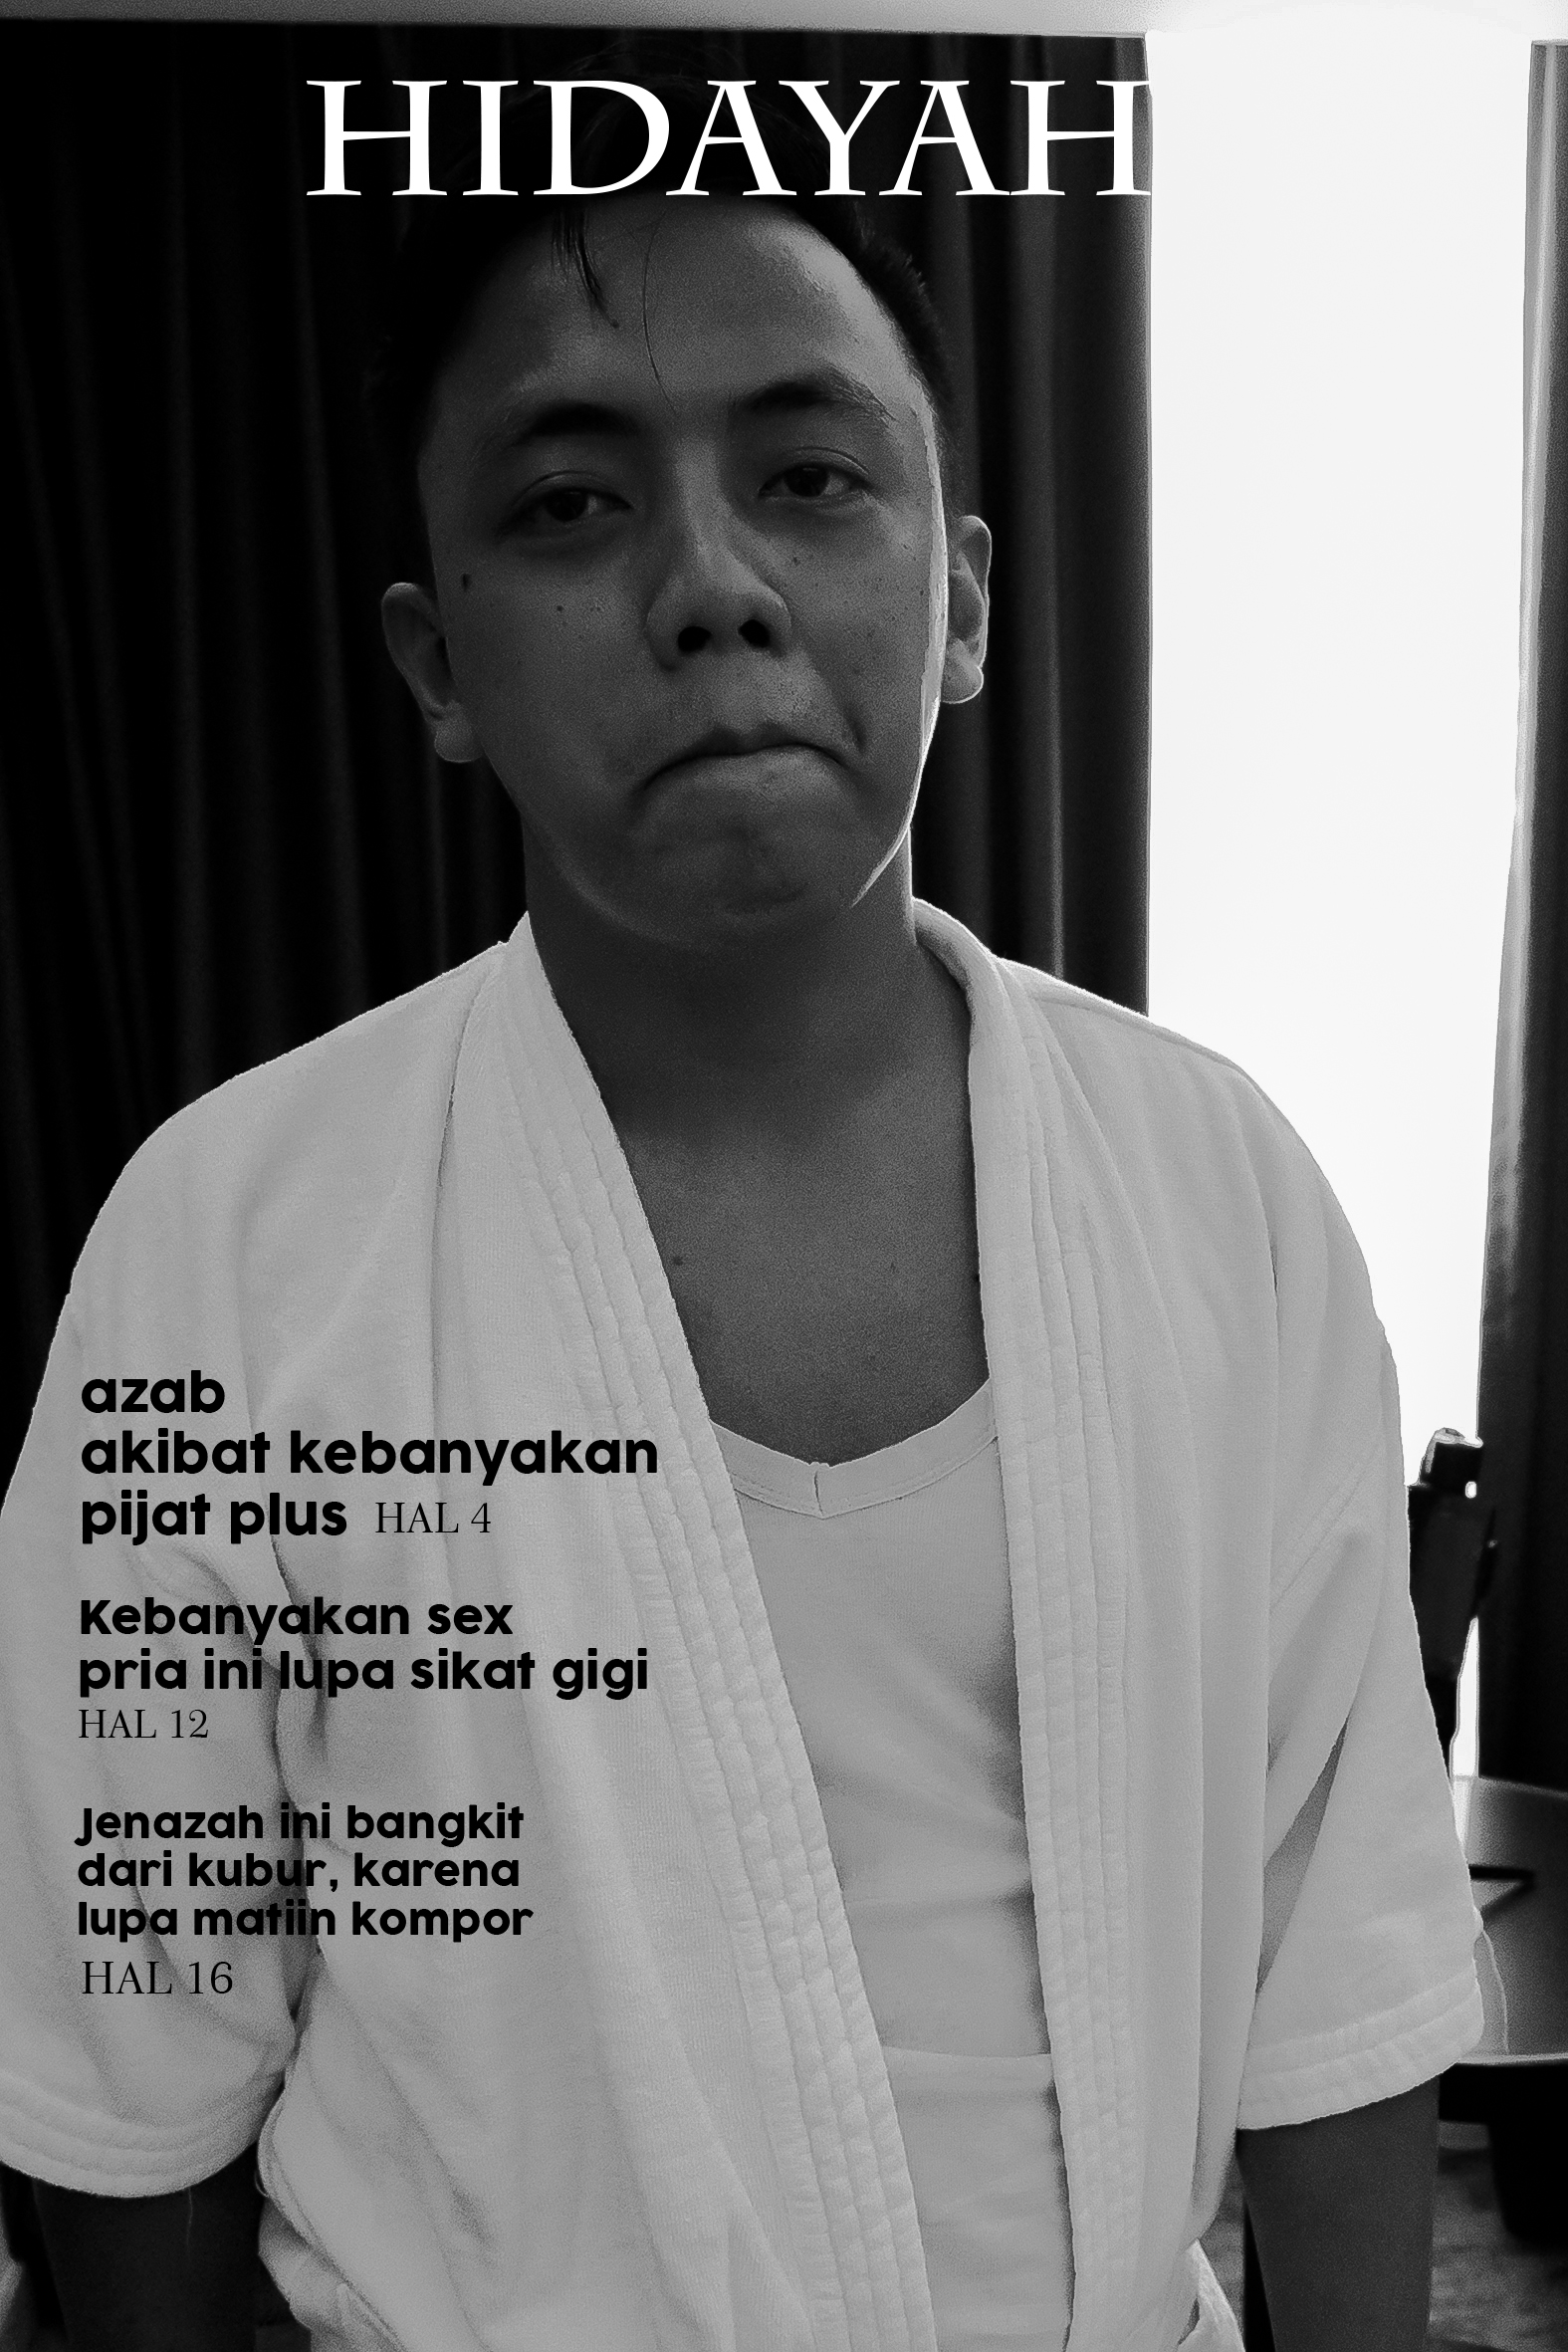 HIDAYAH
azab
akibat kebanyakan
pijat plus HAL 4
Kebanyakan sex
pria ini lupa sikat gigi
HAL 12
Jenazah ini bangkit
dari kubur, karena
lupa matiin kompor
HAL 16